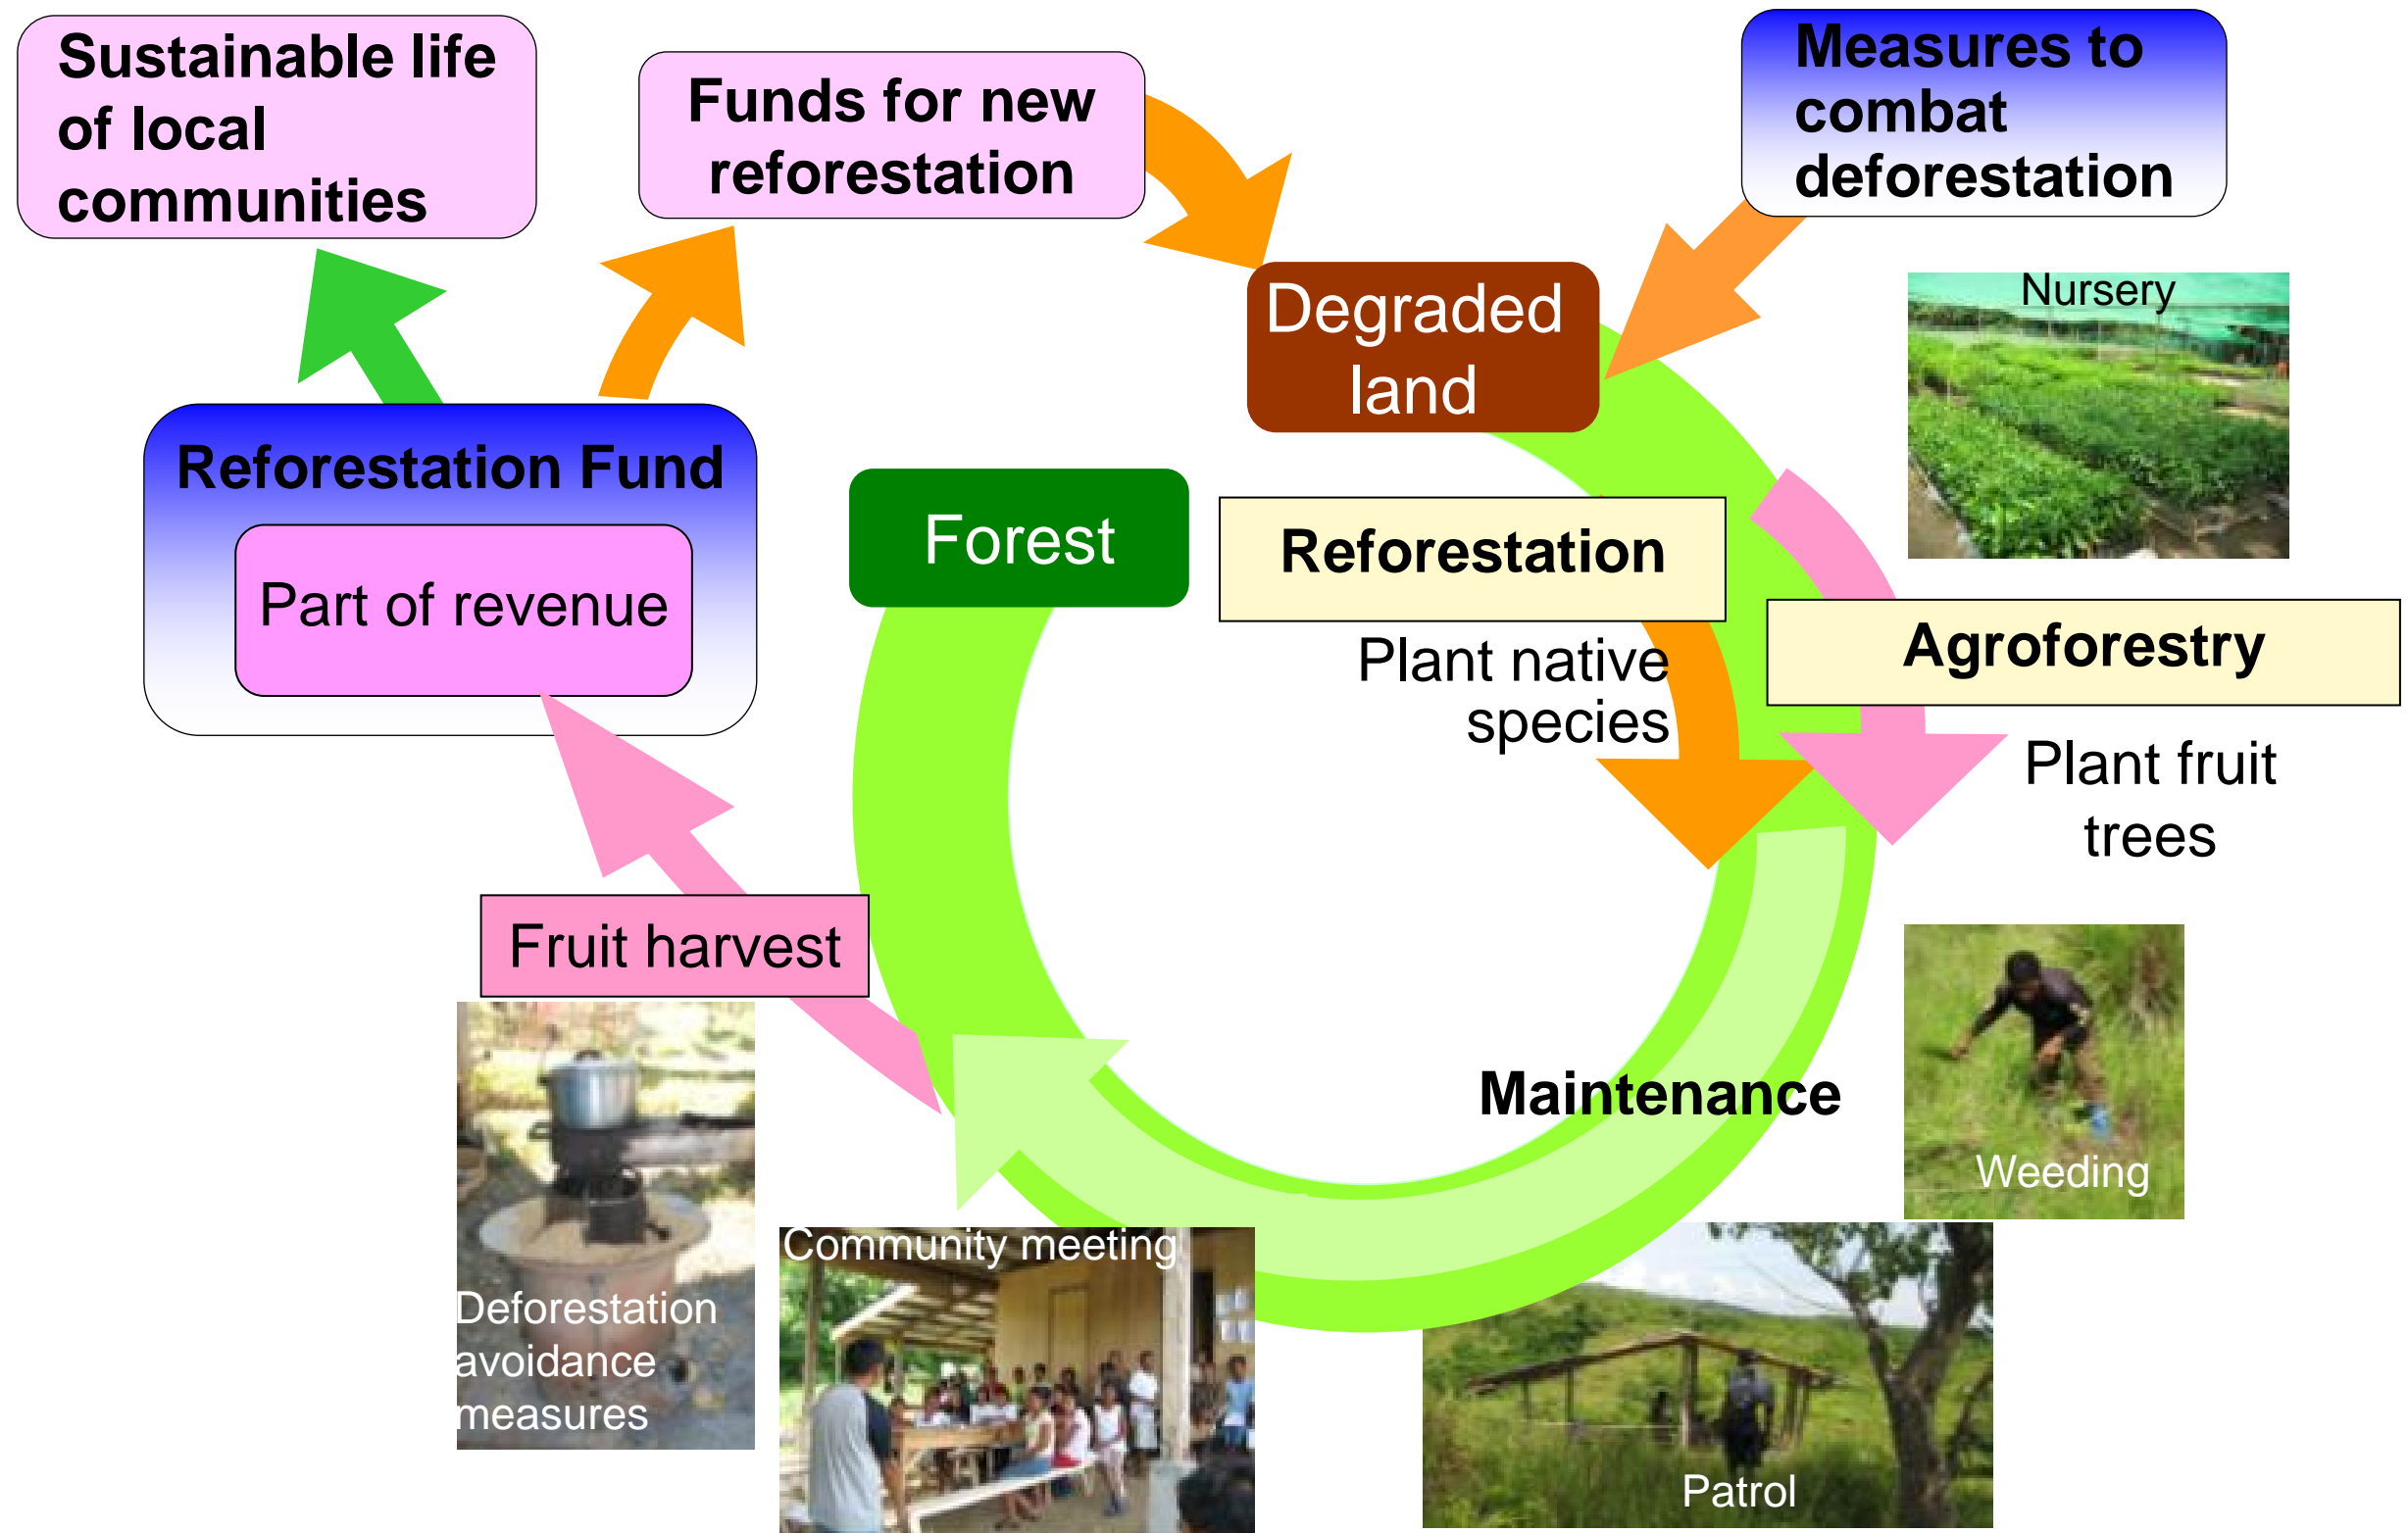 Sustainable life
of local
communities
Funds for new
reforestation
Measures to
combat
deforestation
Degraded
land
Nursery
Reforestation Fund
Part of revenue
Forest
Reforestation
Plant native
species
Agroforestry
Plant fruit
trees
Fruit harvest
Maintenance
Weeding
Community meeting
Deforestation
avoidance
measures
Patrol